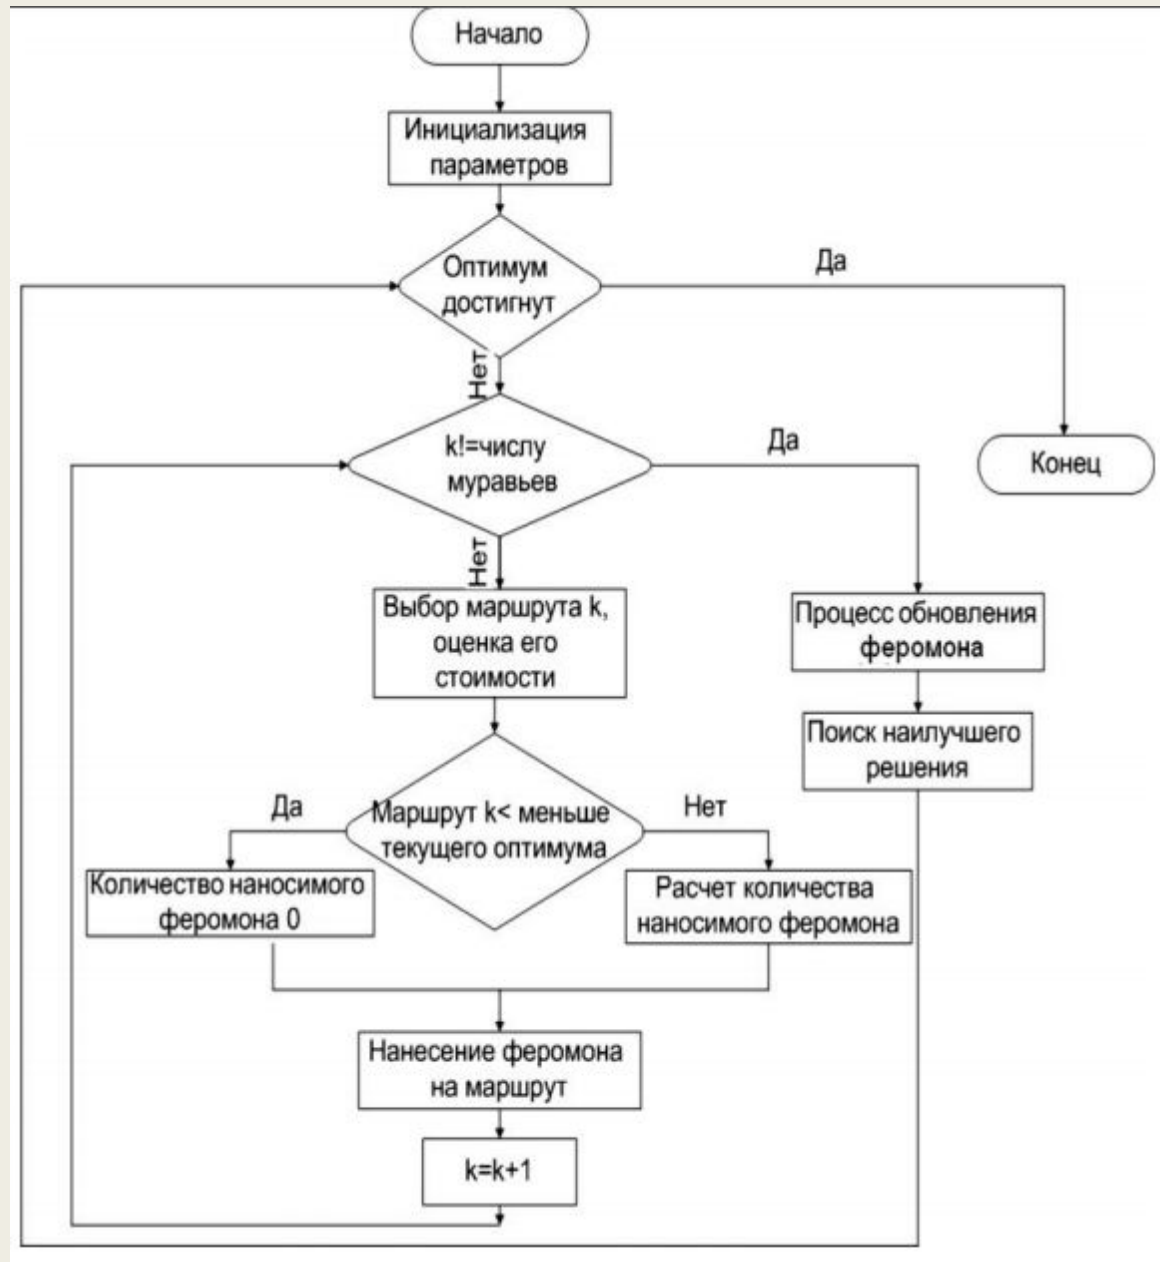 Начало
Инициализация
параметров
Оптимум
достигнут
Да
Нет
k!=числу
муравьев
Да
Конец
Нет
Выбор маршрута k,
оценка его
стоимости
Процесс обновления
феромона
Поиск наилучшего
решения
Да
Маршрут k< меньше
текущего оптимума
Нет
Количество наносимого
феромона 0
Расчет количества
наносимого феромона
Нанесение феромона
на маршрут
k=k+1